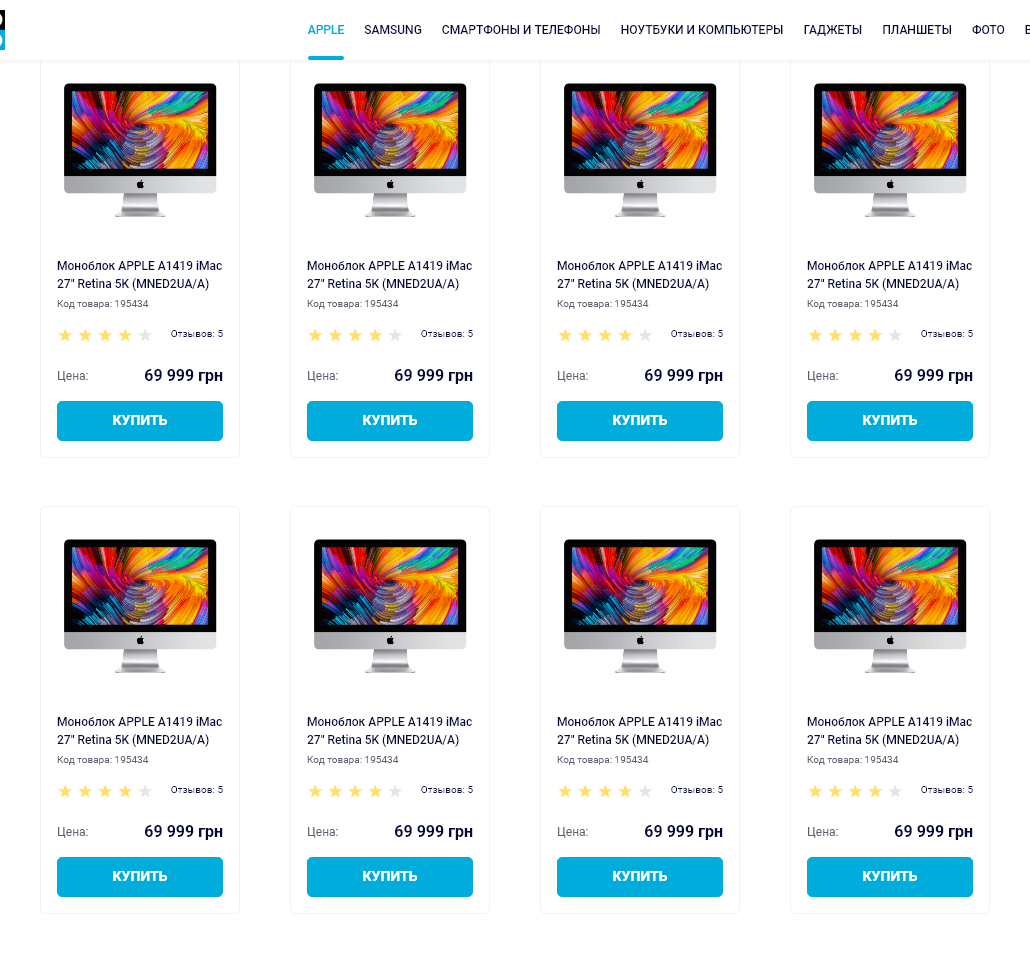 APPLE SAMSUNG СМАРТФОНЫ И ТЕЛЕФОНЫ НОУТБУКИ И КОМПЬЮТЕРЫ ГАДЖЕТЫ ПЛАНШЕТЫ ФОТО
Моноблок APPLE A1419 iMac
27" Retina 5K (MNED2UA/A)
Код товара: 195434
Отзывов: 5
Цена: 69 999 грн
КУПИТЬ
Моноблок APPLE A1419 iMac
27" Retina 5K (MNED2UA/A)
Код товара: 195434
Отзывов: 5
Цена: 69 999 грн
КУПИТЬ
Моноблок APPLE A1419 iMac
27" Retina 5K (MNED2UA/A)
Код товара: 195434
Отзывов: 5
Цена: 69 999 грн
КУПИТЬ
Моноблок APPLE A1419 iMac
27" Retina 5K (MNED2UA/A)
Код товара: 195434
Отзывов: 5
Цена: 69 999 грн
КУПИТЬ
Моноблок APPLE A1419 iMac
27" Retina 5K (MNED2UA/A)
Код товара: 195434
Отзывов: 5
Цена: 69 999 грн
КУПИТЬ
Моноблок APPLE A1419 iMac
27" Retina 5K (MNED2UA/A)
Код товара: 195434
Отзывов: 5
Цена: 69 999 грн
КУПИТЬ
Моноблок APPLE A1419 iMac
27" Retina 5K (MNED2UA/A)
Код товара: 195434
Отзывов: 5
Цена: 69 999 грн
КУПИТЬ
Моноблок APPLE A1419 iMac
27" Retina 5K (MNED2UA/A)
Код товара: 195434
Отзывов: 5
Цена: 69 999 грн
КУПИТЬ